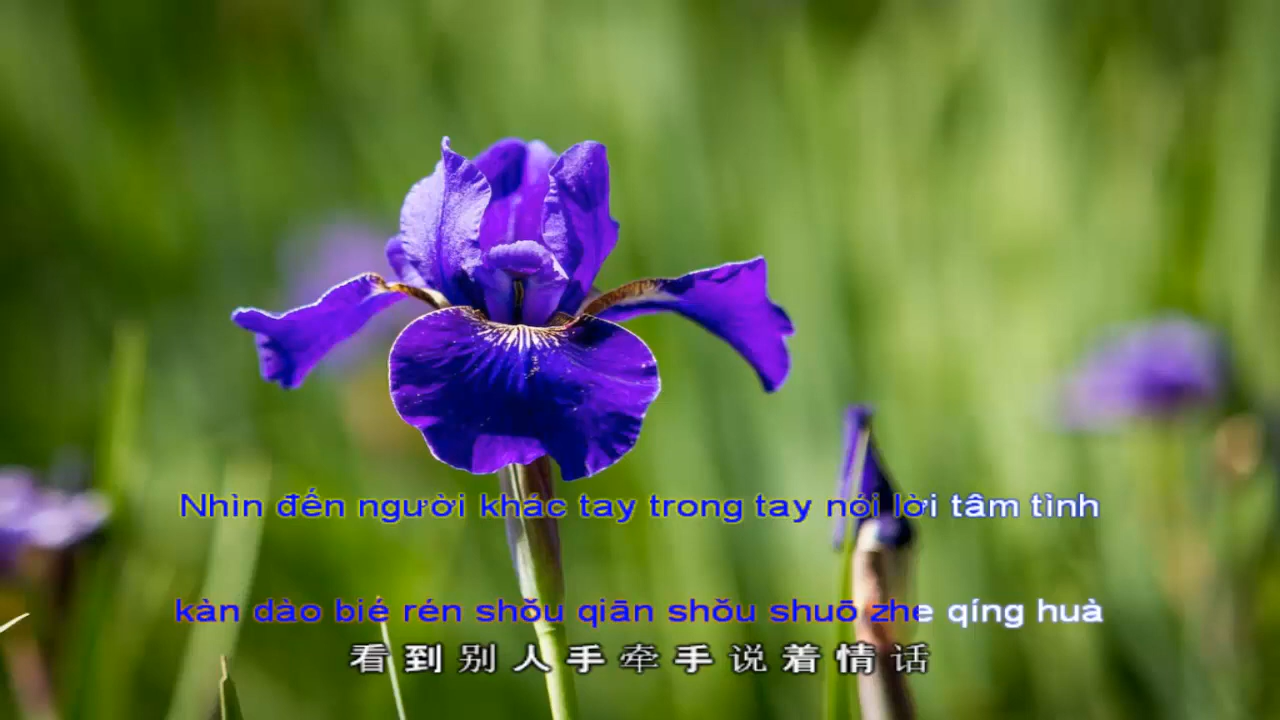 Nhìn đến người khác tay trong tay nói lời tâm tình
kàn dào bié rén shǒu qiān shǒu shuō zhe qíng huà
看到别人手牵手说着情话